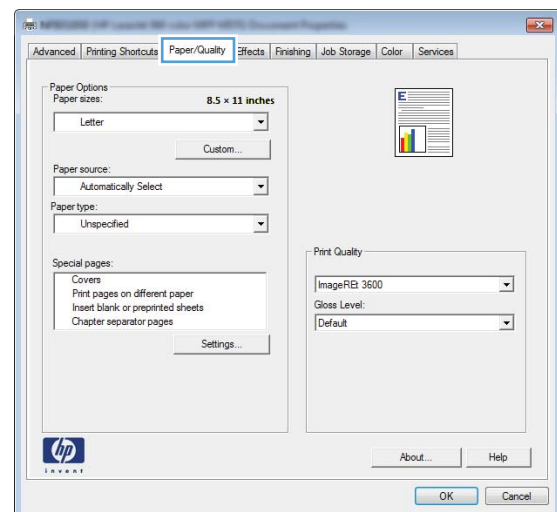 Advanced Printing Shortcuts Paper/Quality Effects Finishing Job Storage Color Services
Paper Options
Paper sizes: 8.5 × 11 inches
Letter
Custom...
Paper source:
Automatically Select
Paper type:
Unspecified
Special pages:
Covers
Print pages on different paper
Insert blank or preprinted sheets
Chapter separator pages
Settings...
E
Print Quality
ImageREt 3600
Gloss Level:
Default
hp
invent
About... Help
OK Cancel